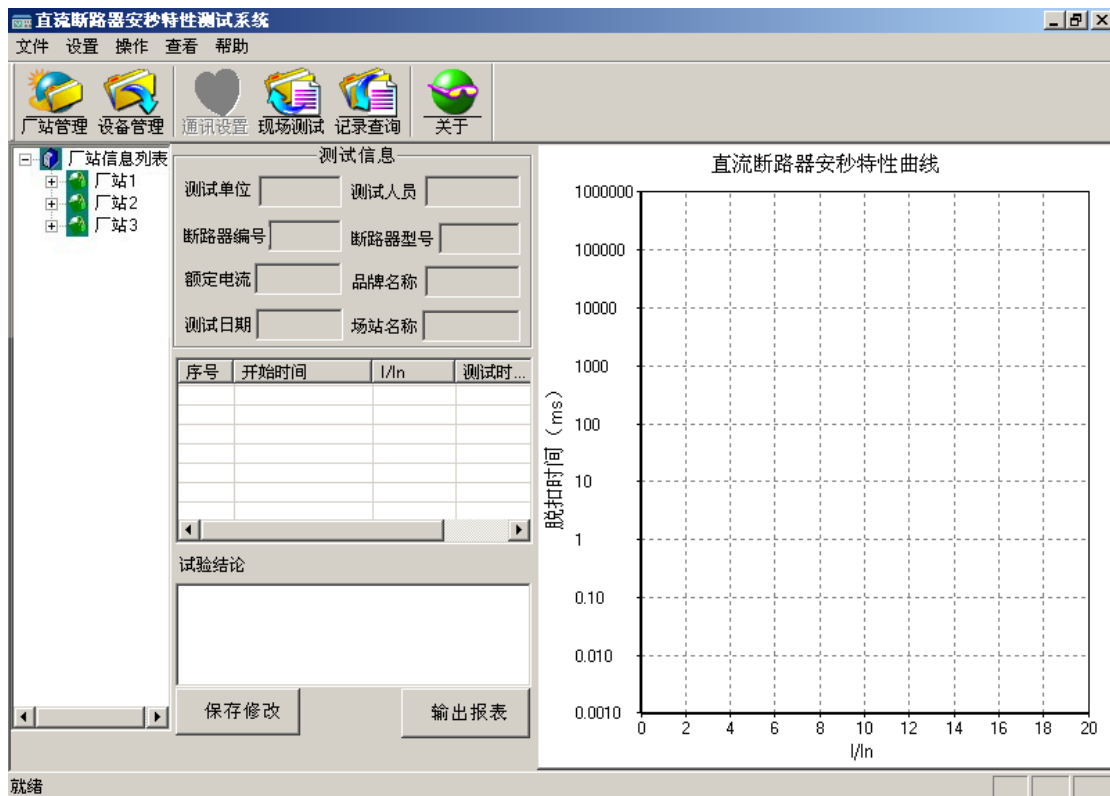 直流断路器安秒特性测试系统
文件 设置 操作 查看 帮助
厂站管理 设备管理 通讯设置 现场测试 记录查询 关于
厂站信息列表
厂站1
厂站2
厂站3
测试信息
测试单位 测试人员
断路器编号 断路器型号
额定电流 品牌名称
测试日期 场站名称
序号 开始时间 I/In 测试时...
试验结论
保存修改 输出报表
直流断路器安秒特性曲线
脱扣时间（ms）
1000000
100000
10000
1000
100
10
1
0.10
0.010
0.0010
0 2 4 6 8 10 12 14 16 18 20
I/In
就绪